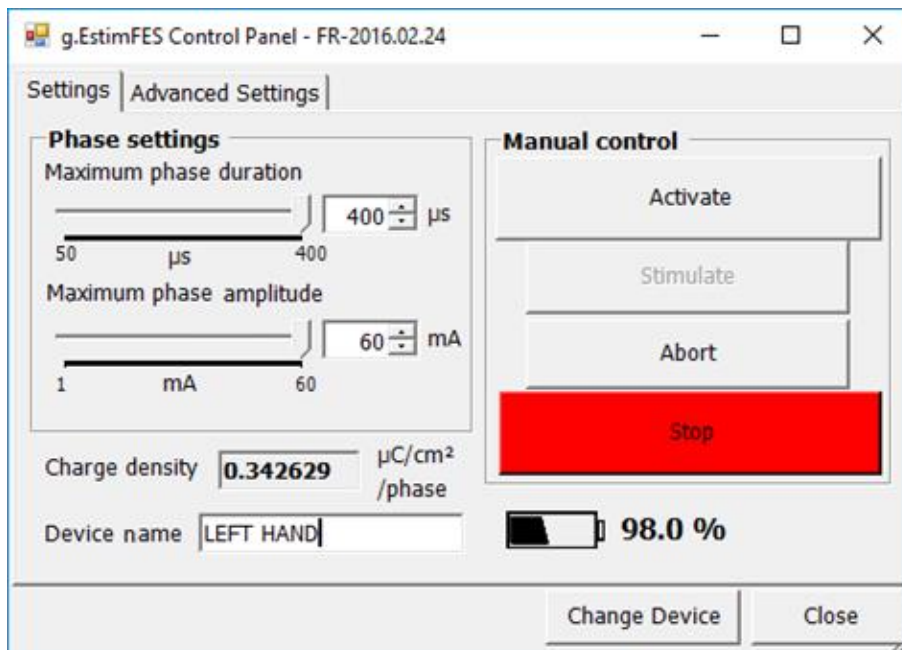 g.EstimFES Control Panel - FR-2016.02.24
Settings
Advanced Settings
Phase settings
Maximum phase duration
400 µs
50 µs 400
Maximum phase amplitude
60 mA
1 mA 60
Charge density 0.342629 µC/cm²
/phase
Device name LEFT HAND
Manual control
Activate
Stimulate
Abort
Stop
98.0 %
Change Device
Close